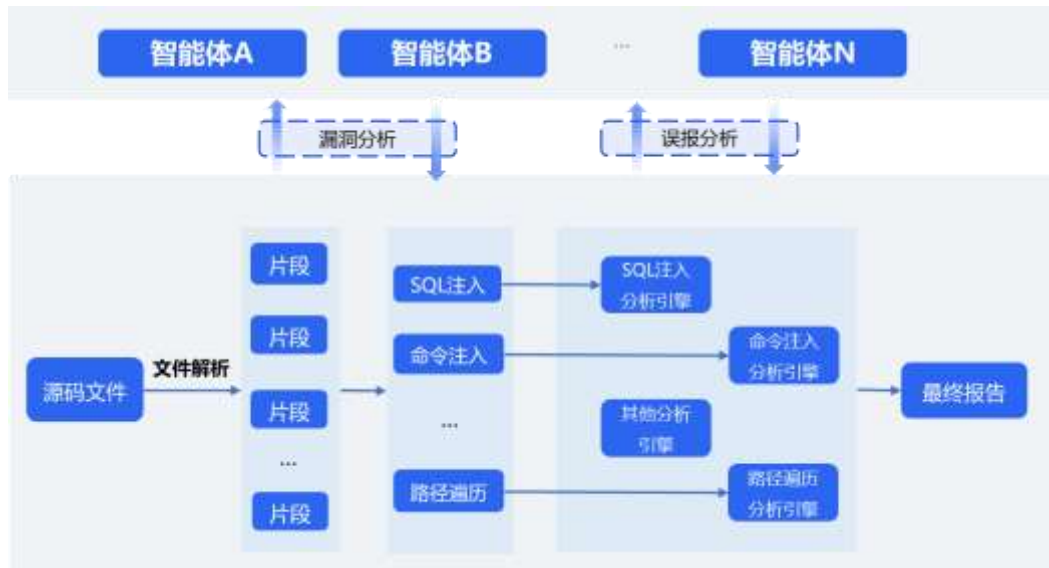 智能体A
智能体B
...
智能体N
漏洞分析
误报分析
源码文件
文件解析
片段
片段
片段
...
片段
SQL注入
命令注入
...
路径遍历
SQL注入
分析引擎
命令注入
分析引擎
其他分析
引擎
路径遍历
分析引擎
最终报告